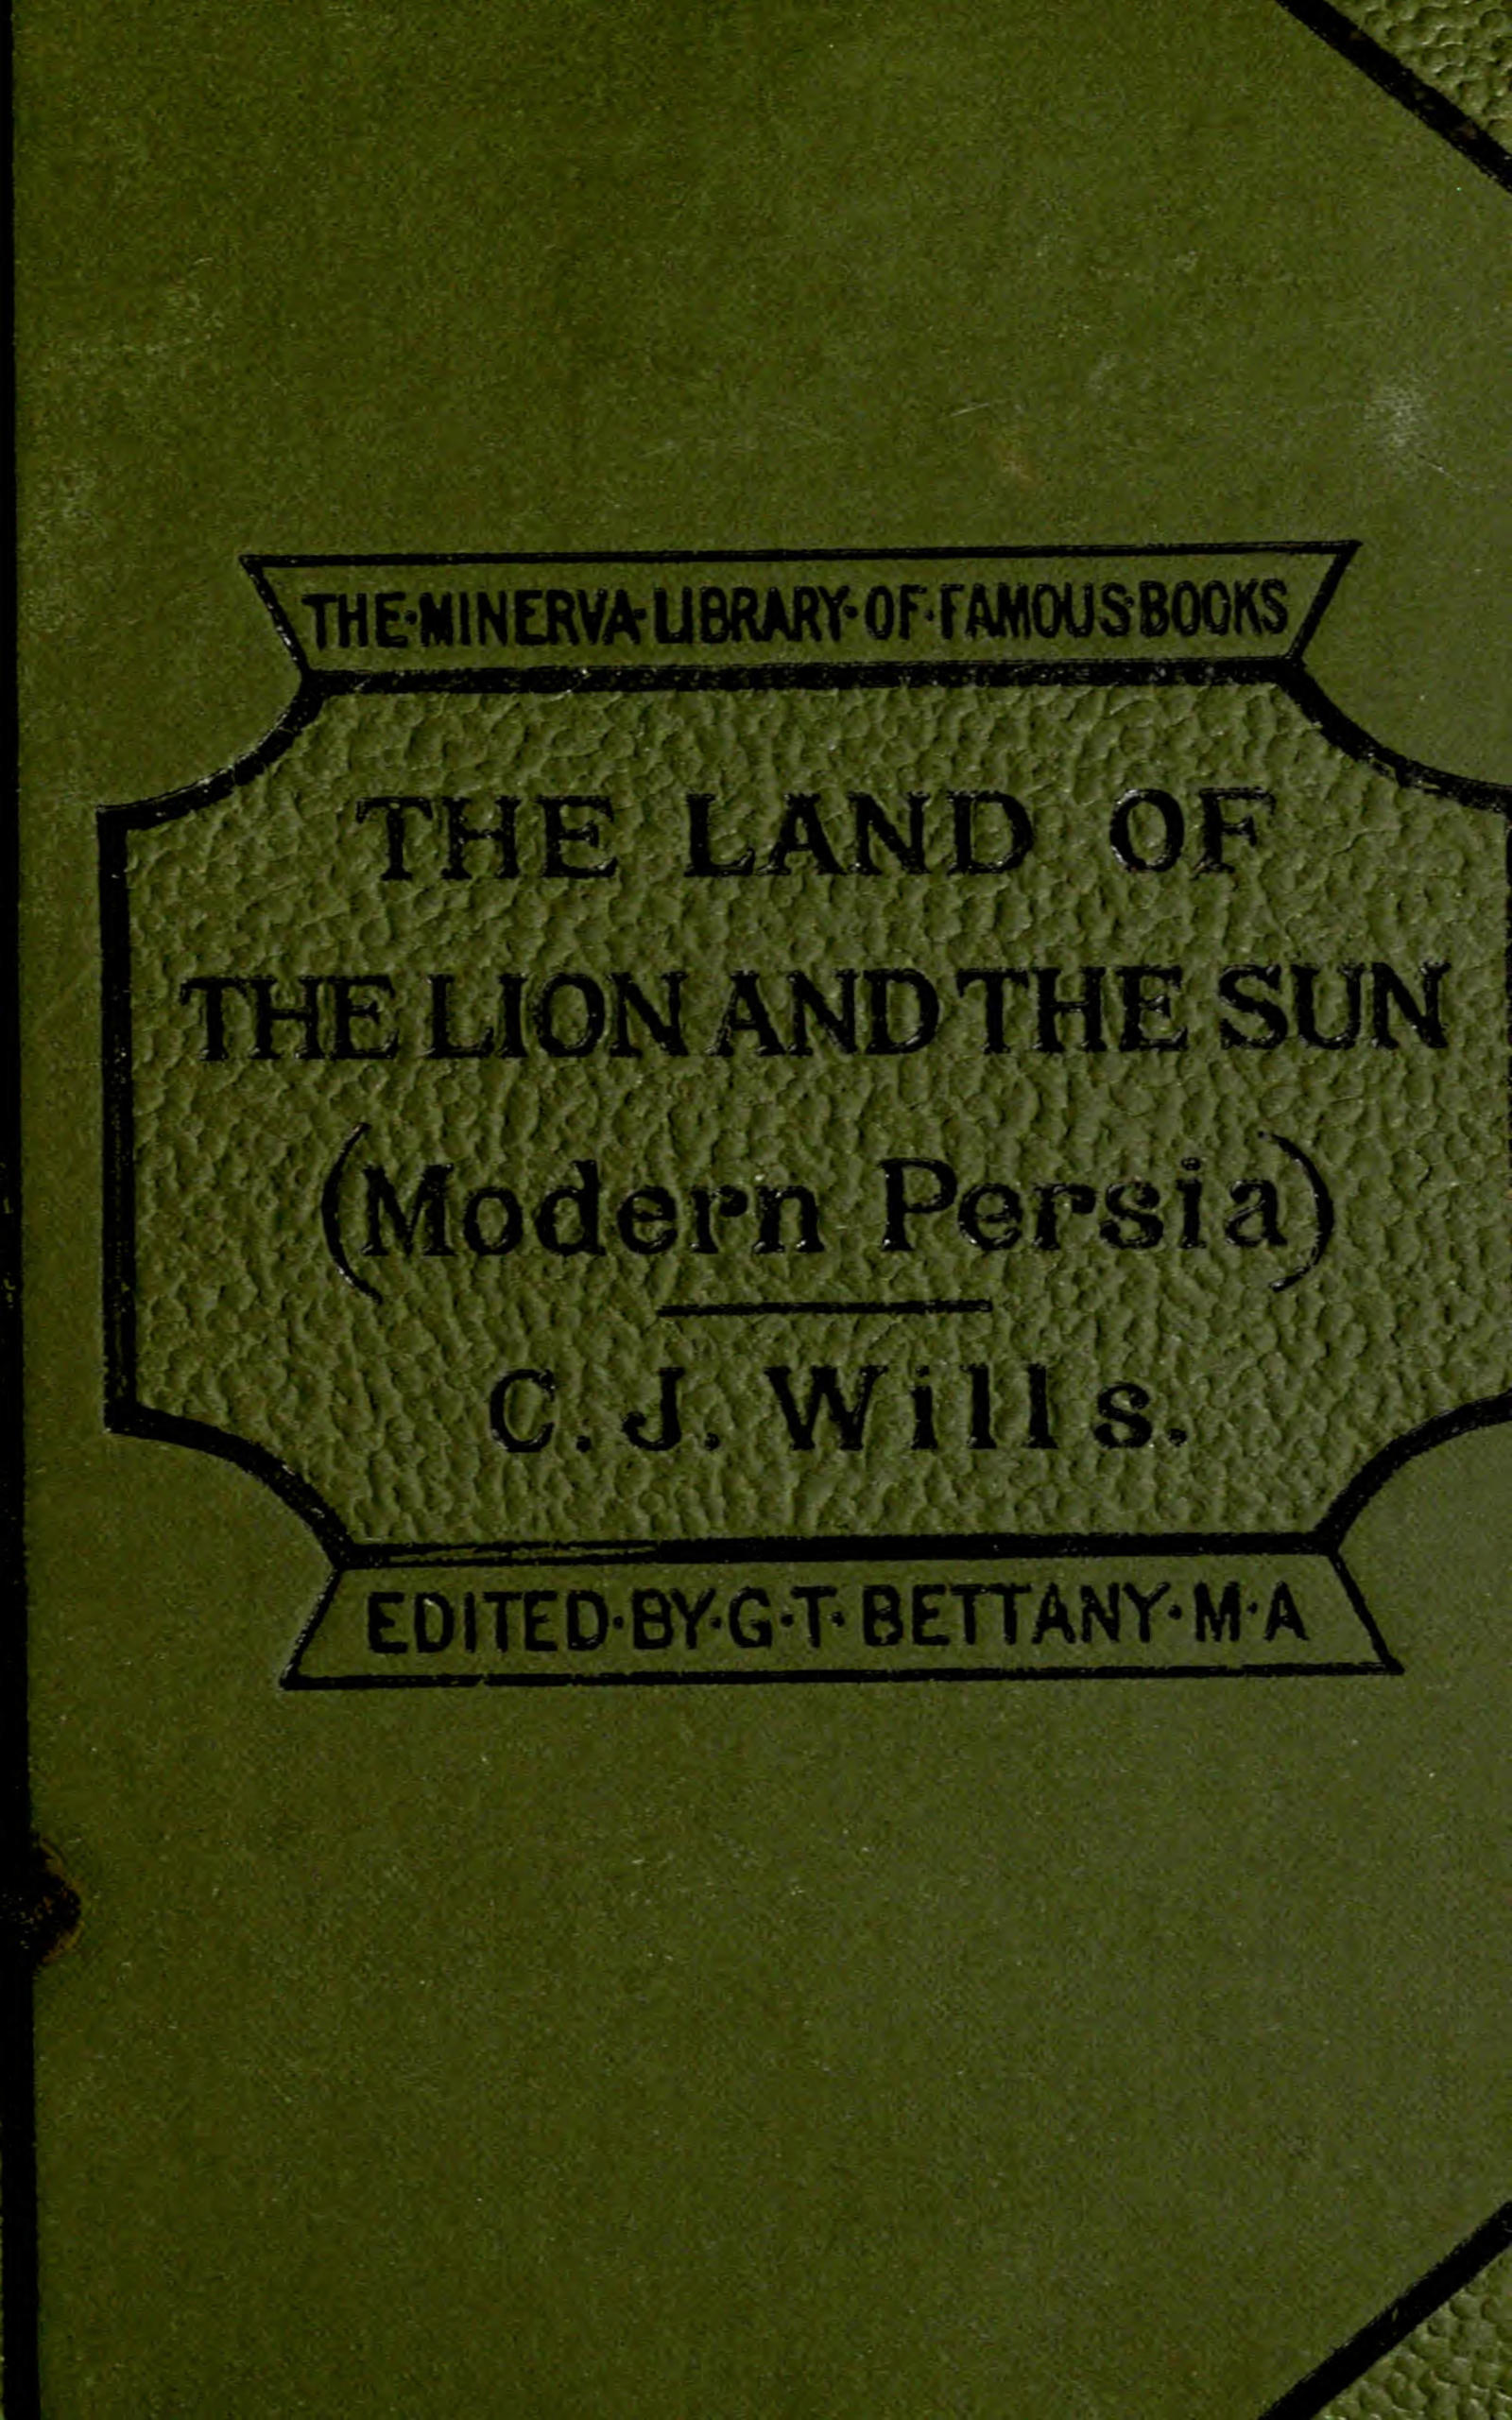 THE·MINERVA·LIBRARY·OF·FAMOUS·BOOKS
THE LAND OF
THE LION AND THE SUN
(Modern Persia)
C. J. Wills.
EDITED·BY·G·T·BETTANY·M·A